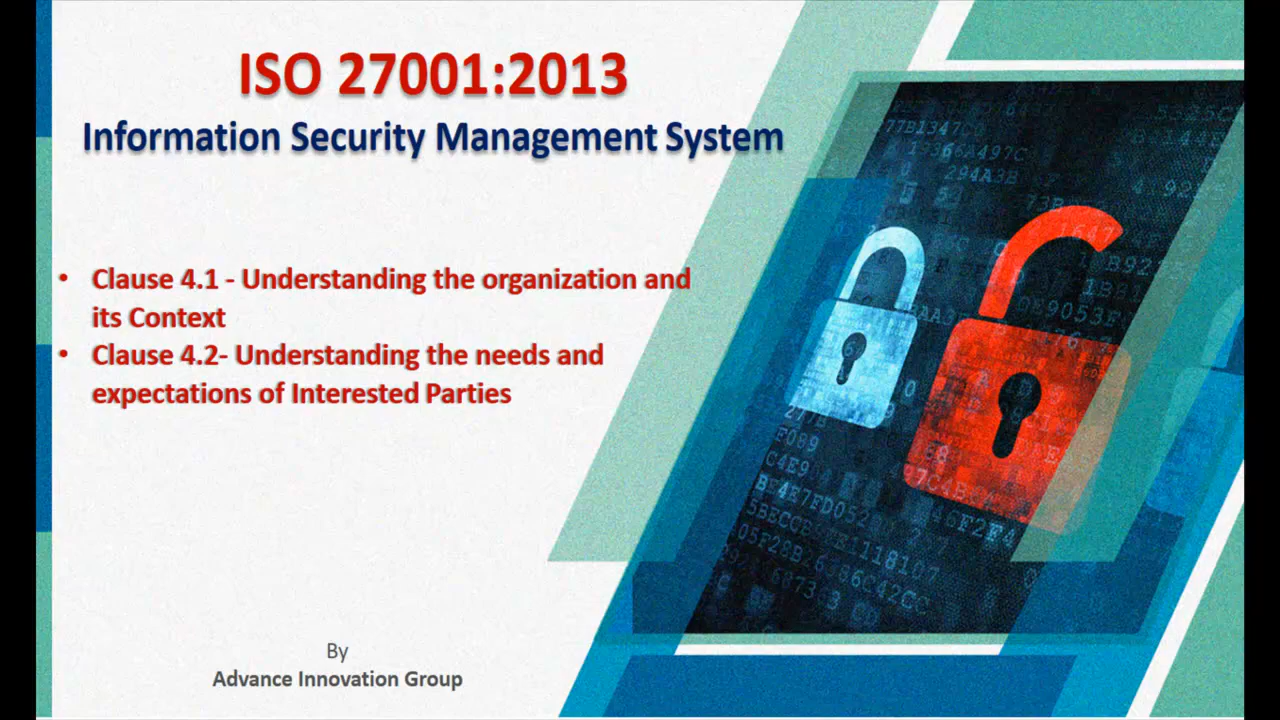 ISO 27001:2013
Information Security Management System
• Clause 4.1 - Understanding the organization and
its Context
• Clause 4.2- Understanding the needs and
expectations of Interested Parties
By
Advance Innovation Group